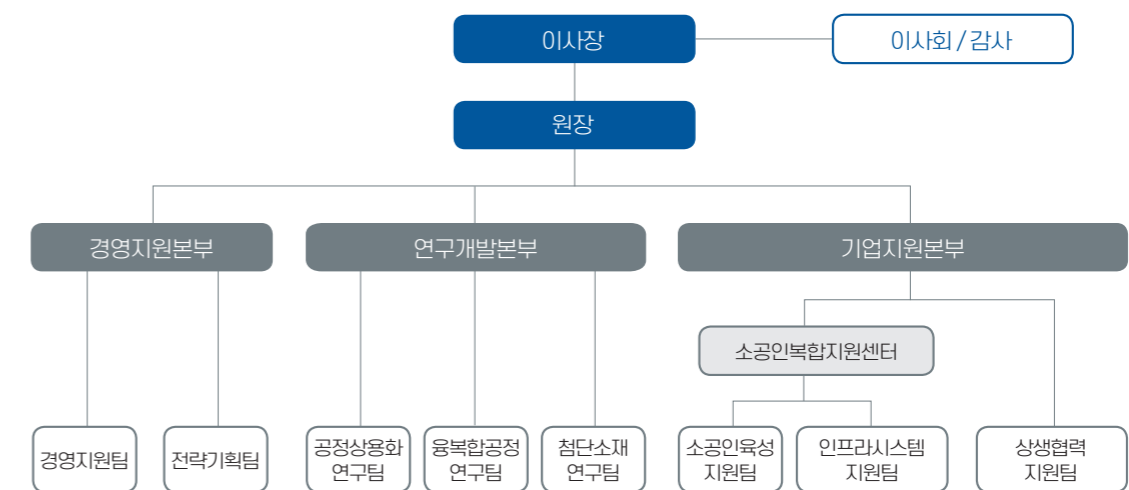 이사장
이사회 / 감사
원장
경영지원본부
연구개발본부
기업지원본부
소공인복합지원센터
경영지원팀
전략기획팀
공정상용화
연구팀
융복합공정
연구팀
첨단소재
연구팀
소공인육성
지원팀
인프라시스템
지원팀
상생협력
지원팀